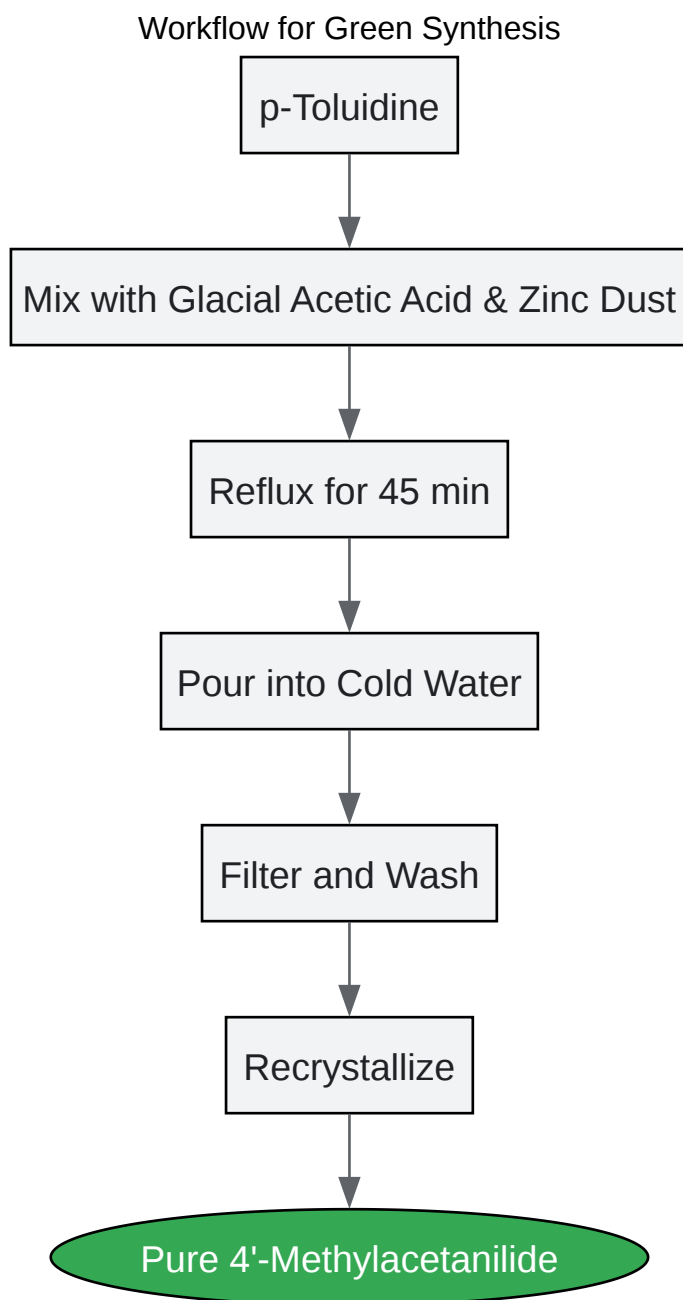 Workflow for Green Synthesis
p-Toluidine
Mix with Glacial Acetic Acid & Zinc Dust
Reflux for 45 min
Pour into Cold Water
Filter and Wash
Recrystallize
Pure 4'-Methylacetanilide